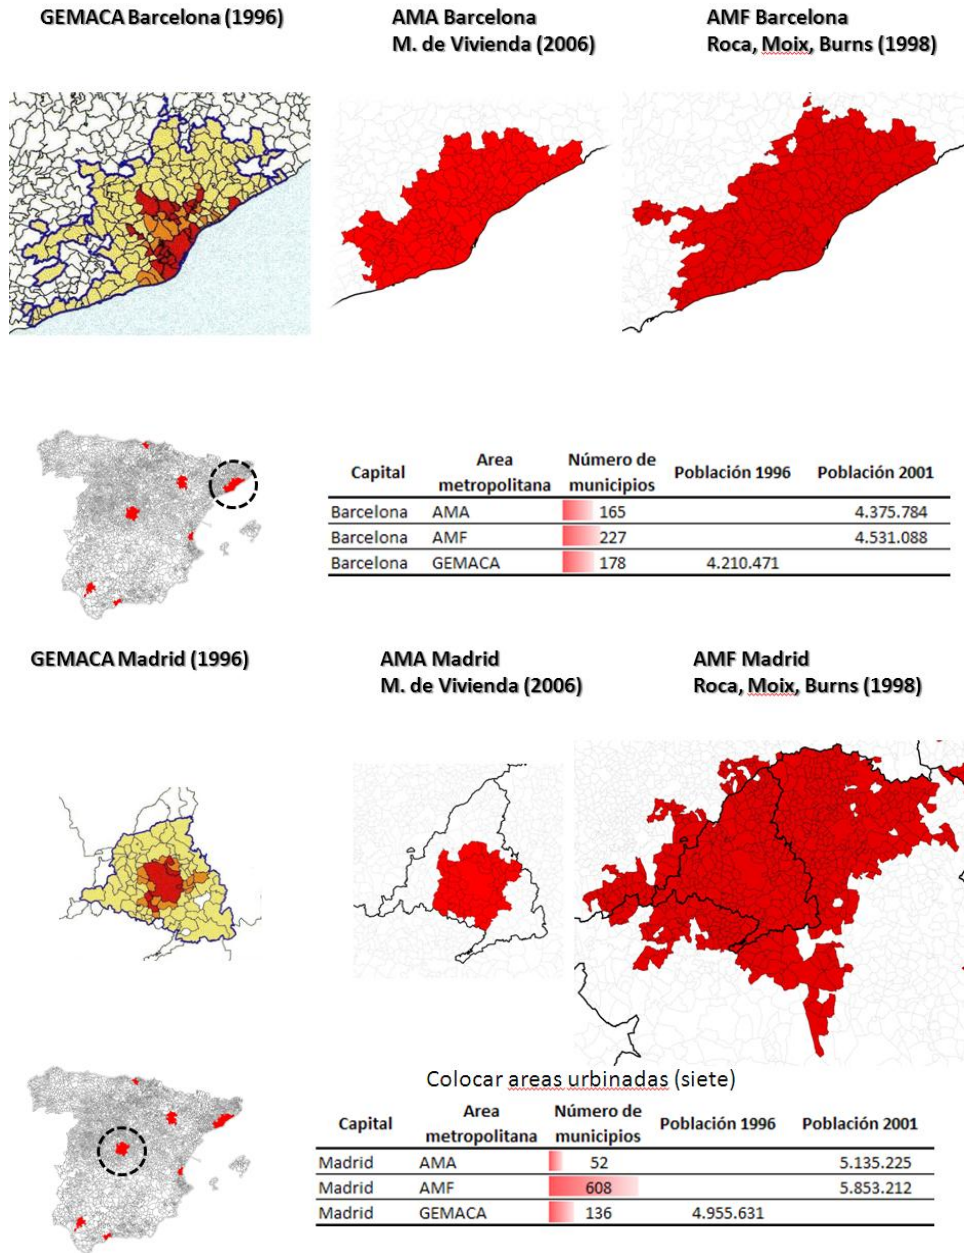 GEMACA Barcelona (1996)
AMA Barcelona
M. de Vivienda (2006)
AMF Barcelona
Roca, Moix, Burns (1998)
Capital Area metropolitana Número de municipios Población 1996 Población 2001
Barcelona AMA 165 4.375.784
Barcelona AMF 227 4.531.088
Barcelona GEMACA 178 4.210.471
GEMACA Madrid (1996)
AMA Madrid
M. de Vivienda (2006)
AMF Madrid
Roca, Moix, Burns (1998)
Colocar areas urbinadas (siete)
Capital Area metropolitana Número de municipios Población 1996 Población 2001
Madrid AMA 52 5.135.225
Madrid AMF 608 5.853.212
Madrid GEMACA 136 4.955.631